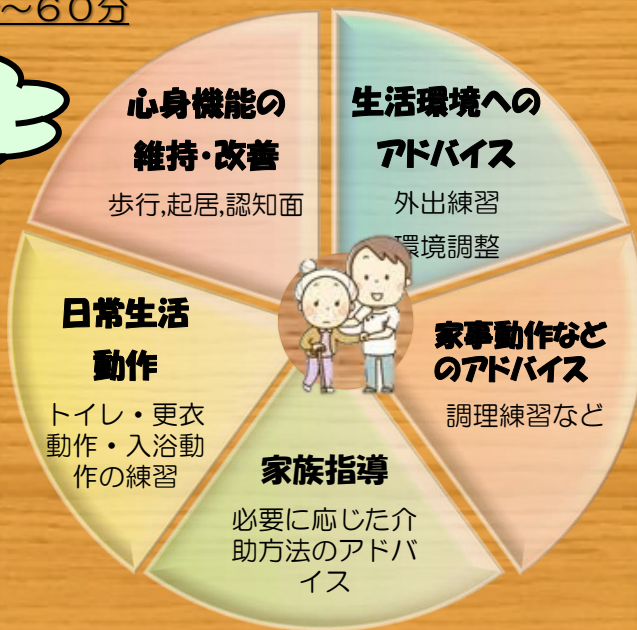 ～６０分
心身機能の
維持・改善
歩行,起居,認知面
生活環境への
アドバイス
外出練習
環境調整
家事動作など
のアドバイス
調理練習など
家族指導
必要に応じた介
助方法のアドバ
イス
日常生活
動作
トイレ・更衣
動作・入浴動
作の練習